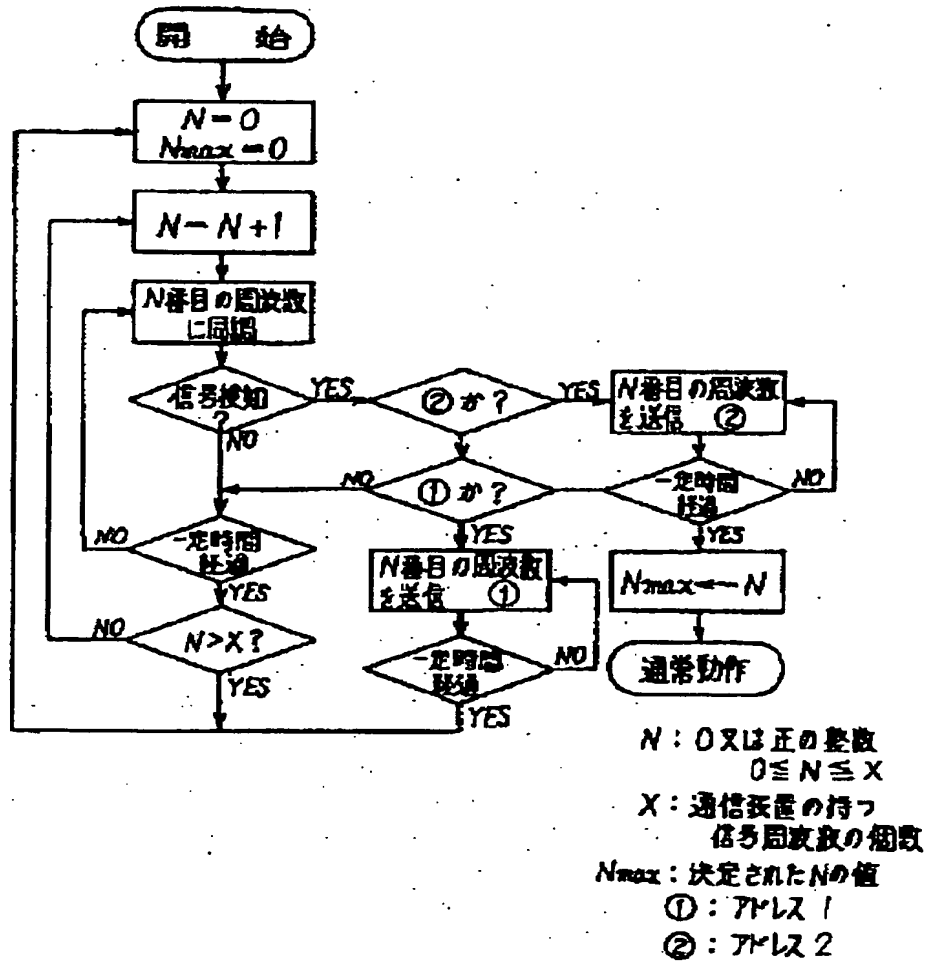 開 始
N=0
Nmax=0
N=N+1
N番目の周波数
に同調
信号検知
?
YES
②か?
YES
N番目の周波数
を送信 ②
NO
NO
①か?
一定時間
経過
NO
YES
YES
NO
一定時間
経過
N番目の周波数
を送信 ①
Nmax←N
YES
NO
N>X?
一定時間
経過
NO
通常動作
YES
YES
N:0又は正の整数
0≦N≦X
X:通信装置の持つ
信号周波数の個数
Nmax:決定されたNの値
①:アドレス1
②:アドレス2